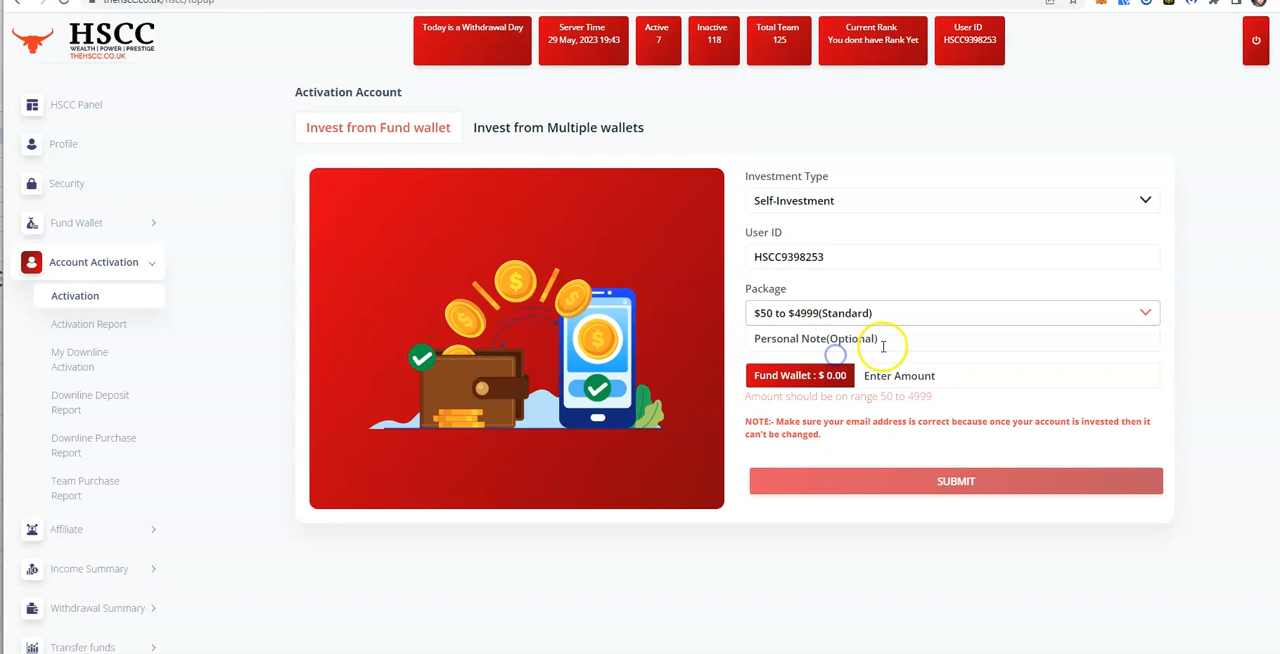 thehscc.co.uk/hscc/topup
HSCC
WEALTH | POWER | PRESTIGE
THEHSCC.CO.UK
Today is a Withdrawal Day
Server Time
29 May, 2023 19:43
Active
7
Inactive
118
Total Team
125
Current Rank
You dont have Rank Yet
User ID
HSCC9398253
HSCC Panel
Profile
Security
Fund Wallet
Account Activation
Activation
Activation Report
My Downline
Activation
Downline Deposit
Report
Downline Purchase
Report
Team Purchase
Report
Affiliate
Income Summary
Withdrawal Summary
Transfer funds
Activation Account
Invest from Fund wallet
Invest from Multiple wallets
Investment Type
Self-Investment
User ID
HSCC9398253
Package
$50 to $4999(Standard)
Personal Note(Optional)
Fund Wallet : $ 0.00
Enter Amount
Amount should be on range 50 to 4999
NOTE:- Make sure your email address is correct because once your account is invested then it
can't be changed.
SUBMIT